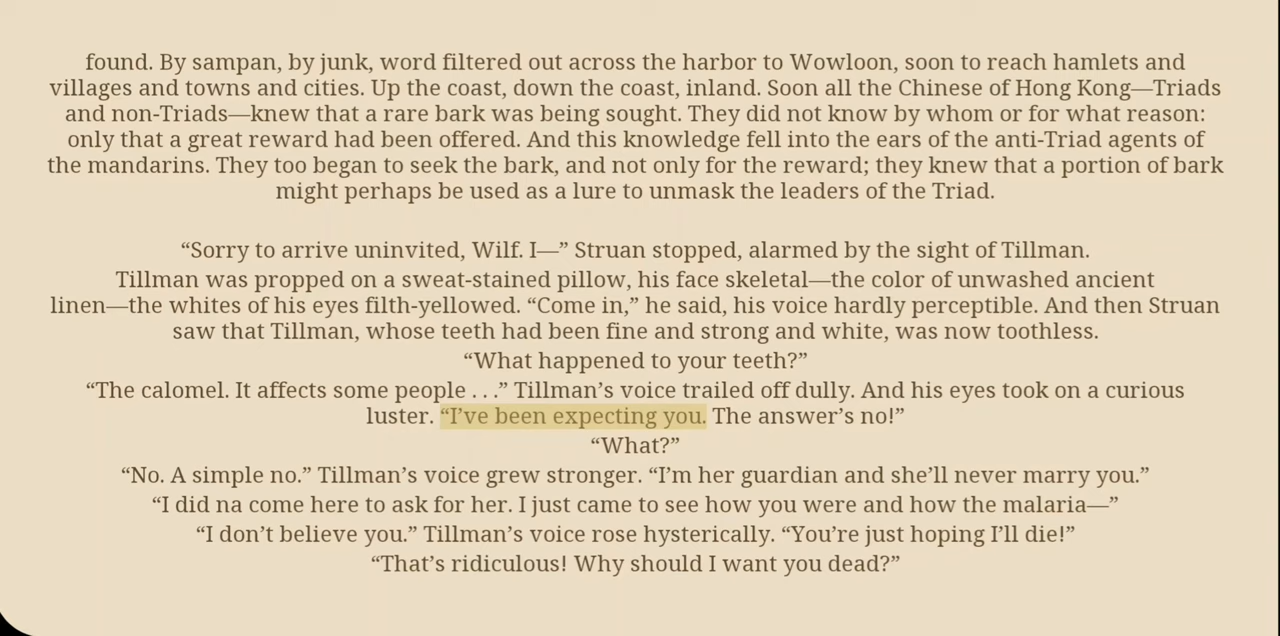 found. By sampan, by junk, word filtered out across the harbor to Wowloon, soon to reach hamlets and
villages and towns and cities. Up the coast, down the coast, inland. Soon all the Chinese of Hong Kong—Triads
and non-Triads—knew that a rare bark was being sought. They did not know by whom or for what reason:
only that a great reward had been offered. And this knowledge fell into the ears of the anti-Triad agents of
the mandarins. They too began to seek the bark, and not only for the reward; they knew that a portion of bark
might perhaps be used as a lure to unmask the leaders of the Triad.
“Sorry to arrive uninvited, Wilf. I—” Struan stopped, alarmed by the sight of Tillman.
Tillman was propped on a sweat-stained pillow, his face skeletal—the color of unwashed ancient
linen—the whites of his eyes filth-yellowed. “Come in,” he said, his voice hardly perceptible. And then Struan
saw that Tillman, whose teeth had been fine and strong and white, was now toothless.
“What happened to your teeth?”
“The calomel. It affects some people . . .” Tillman’s voice trailed off dully. And his eyes took on a curious
luster. “I’ve been expecting you. The answer’s no!”
“What?”
“No. A simple no.” Tillman’s voice grew stronger. “I’m her guardian and she’ll never marry you.”
“I did na come here to ask for her. I just came to see how you were and how the malaria—”
“I don’t believe you.” Tillman’s voice rose hysterically. “You’re just hoping I’ll die!”
“That’s ridiculous! Why should I want you dead?”